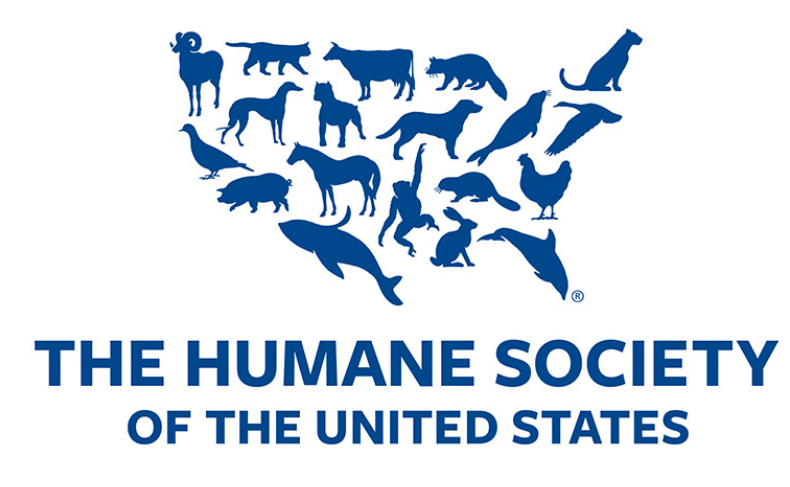 ®
THE HUMANE SOCIETY
OF THE UNITED STATES